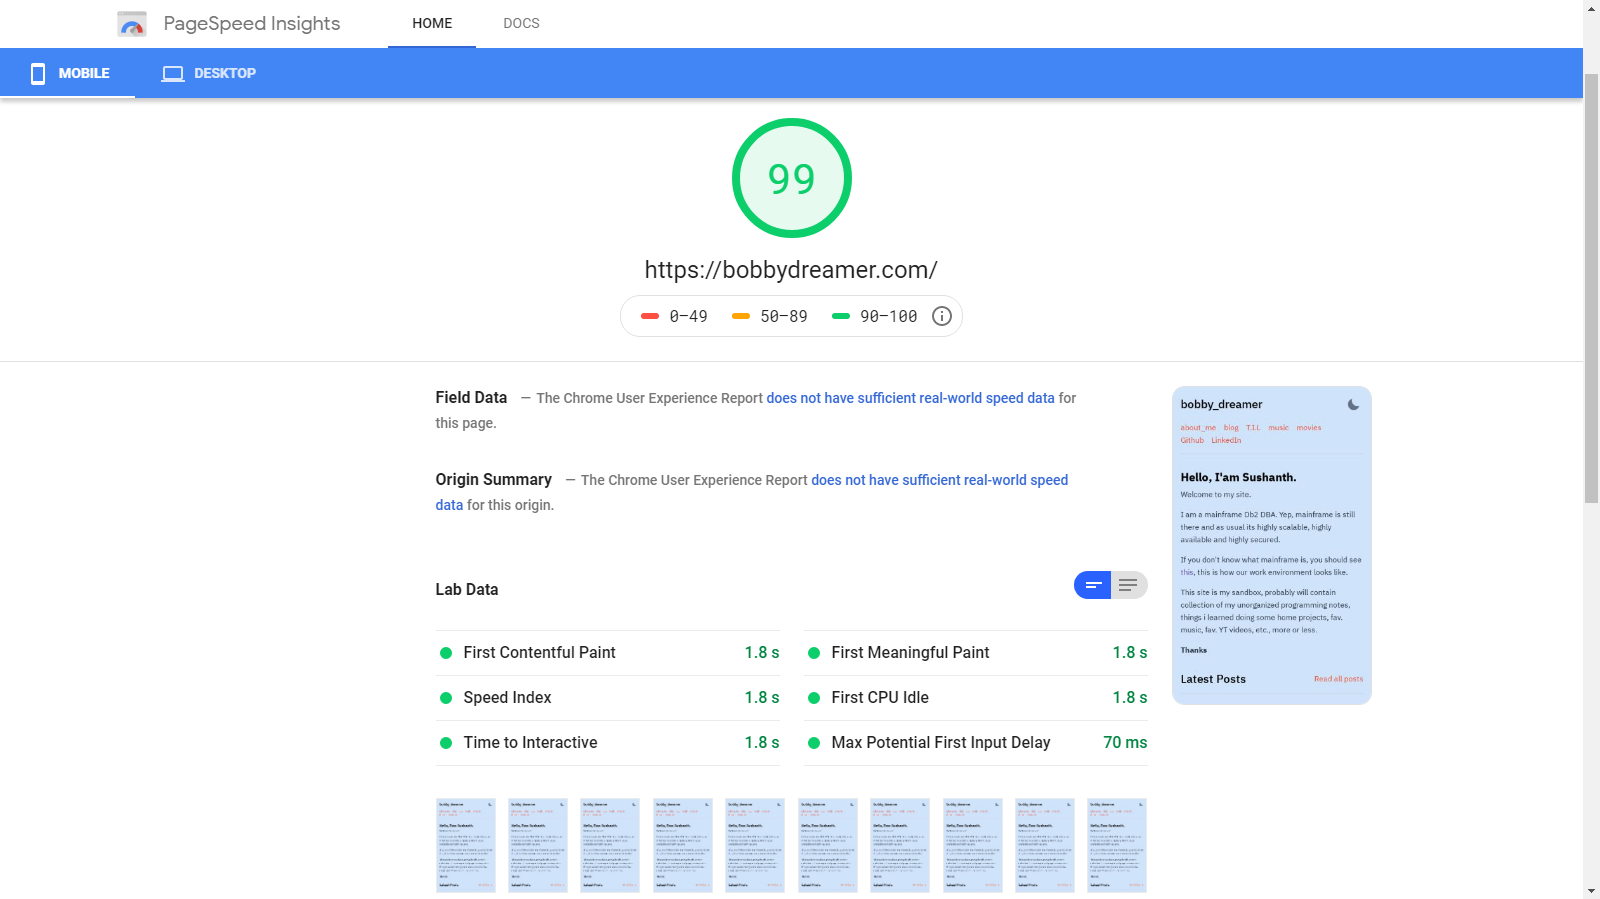 PageSpeed Insights
HOME
DOCS
MOBILE
DESKTOP
99
https://bobbydreamer.com/
0–49
50–89
90–100
Field Data — The Chrome User Experience Report does not have sufficient real-world speed data for
this page.
Origin Summary — The Chrome User Experience Report does not have sufficient real-world speed
data for this origin.
Lab Data
First Contentful Paint 1.8 s
First Meaningful Paint 1.8 s
Speed Index 1.8 s
First CPU Idle 1.8 s
Time to Interactive 1.8 s
Max Potential First Input Delay 70 ms
bobby_dreamer
about_me blog T.I.L music movies
Github LinkedIn
Hello, I'am Sushanth.
Welcome to my site.
I am a mainframe Db2 DBA. Yep, mainframe is still
there and as usual its highly scalable, highly
available and highly secured.
If you don't know what mainframe is, you should see
this, this is how our work environment looks like.
This site is my sandbox, probably will contain
collection of my unorganized programming notes,
things i learned doing some home projects, fav.
music, fav. YT videos, etc., more or less.
Thanks
Latest Posts
Read all posts